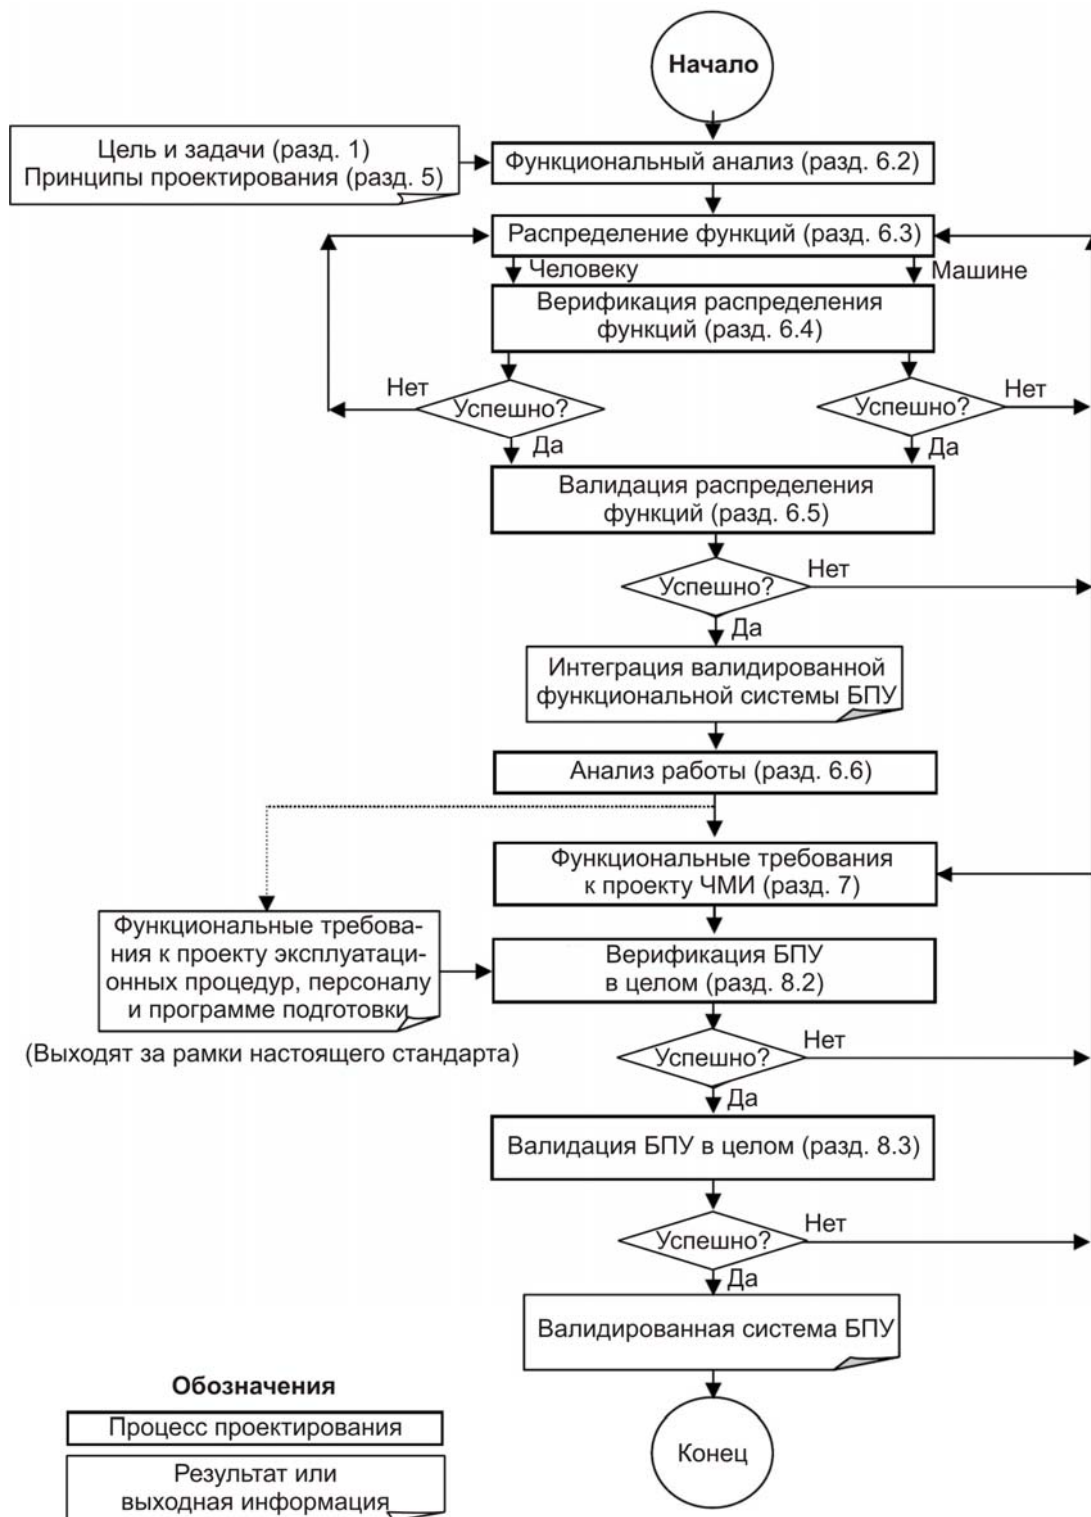 Начало
Цель и задачи (разд. 1)
Принципы проектирования (разд. 5)
Функциональный анализ (разд. 6.2)
Распределение функций (разд. 6.3)
Человеку
Машине
Верификация распределения
функций (разд. 6.4)
Нет
Успешно?
Да
Успешно?
Нет
Да
Валидация распределения
функций (разд. 6.5)
Успешно?
Нет
Да
Интеграция валидированной
функциональной системы БПУ
Анализ работы (разд. 6.6)
Функциональные требования
к проекту ЧМИ (разд. 7)
Функциональные требова-
ния к проекту эксплуатаци-
онных процедур, персоналу
и программе подготовки
(Выходят за рамки настоящего стандарта)
Верификация БПУ
в целом (разд. 8.2)
Успешно?
Нет
Да
Валидация БПУ в целом (разд. 8.3)
Успешно?
Нет
Да
Валидированная система БПУ
Конец
Обозначения
Процесс проектирования
Результат или
выходная информация